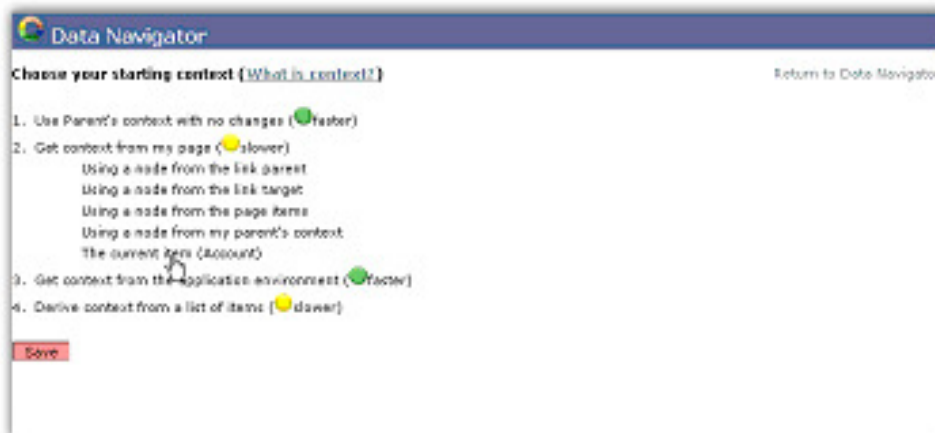 Data Navigator
Choose your starting context (What is context?)
Return to Data Navigato
1. Use Parent's context with no changes (faster)
2. Get context from my page (slower)
Using a node from the link parent
Using a node from the link target
Using a node from the page items
Using a node from my parent's context
The current item (Account)
3. Get context from the application environment (faster)
4. Derive context from a list of items (slower)
Save